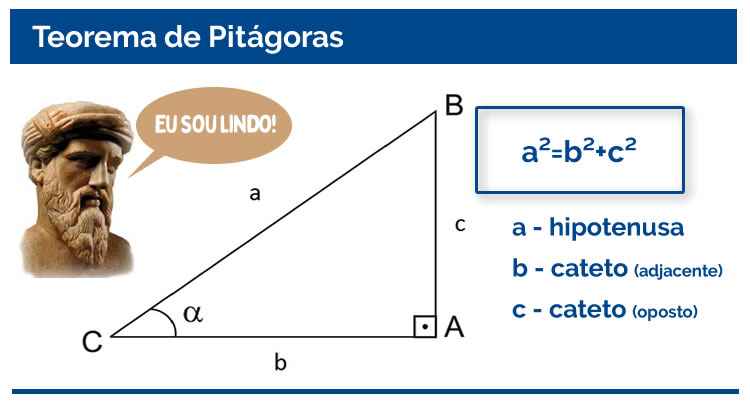 Teorema de Pitágoras
EU SOU LINDO!
B
a²=b²+c²
a
c
a - hipotenusa
b - cateto (adjacente)
c - cateto (oposto)
α
A
C
b